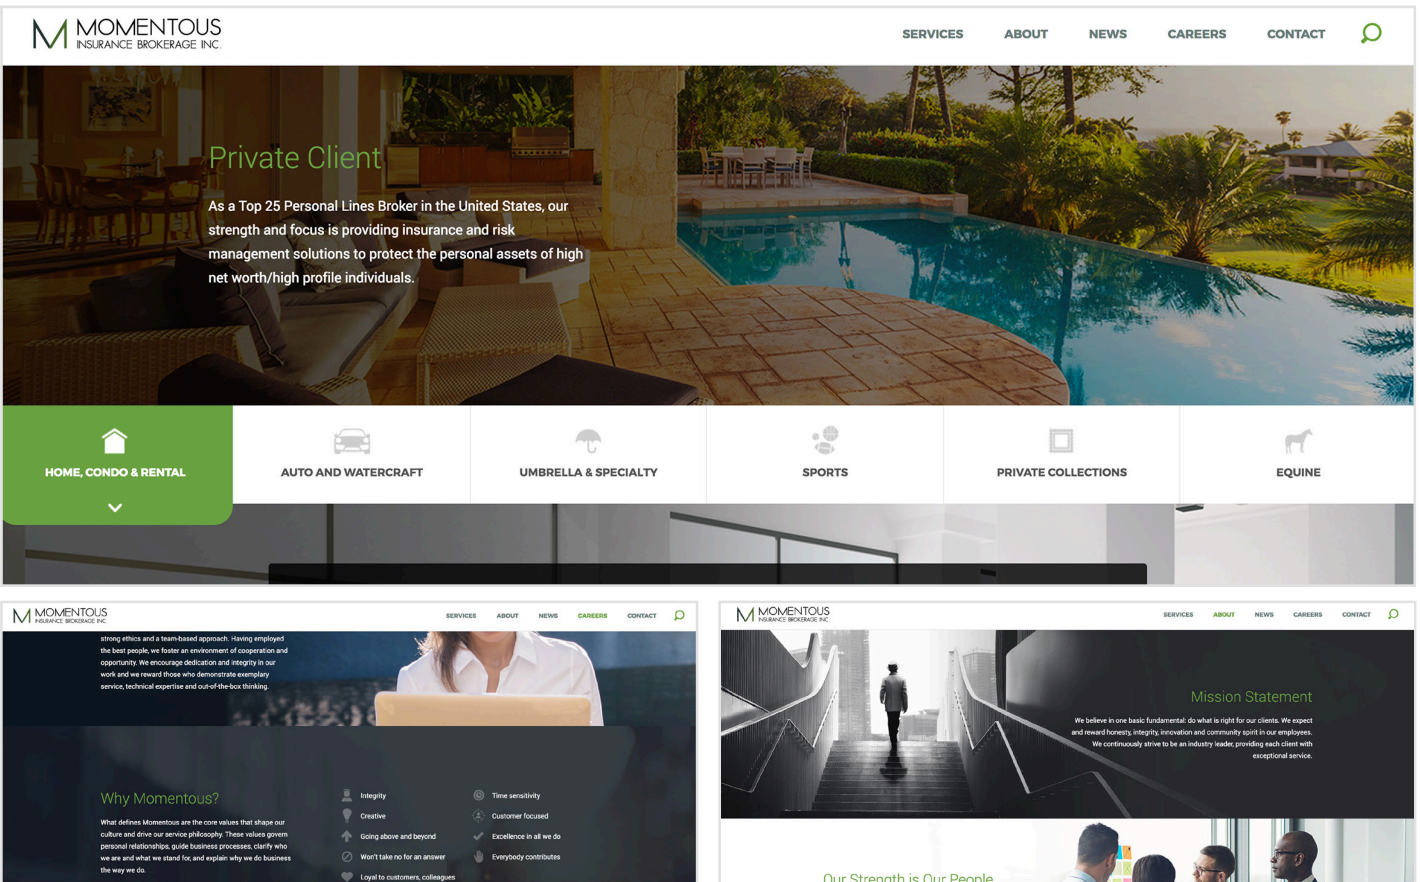 MOMENTOUS
INSURANCE BROKERAGE INC.
SERVICES ABOUT NEWS CAREERS CONTACT
Private Client
As a Top 25 Personal Lines Broker in the United States, our
strength and focus is providing insurance and risk
management solutions to protect the personal assets of high
net worth/high profile individuals.
HOME, CONDO & RENTAL
AUTO AND WATERCRAFT
UMBRELLA & SPECIALTY
SPORTS
PRIVATE COLLECTIONS
EQUINE
MOMENTOUS
INSURANCE BROKERAGE INC.
SERVICES ABOUT NEWS CAREERS CONTACT
strong ethics and a team-based approach. Having employed
the best people, we foster an environment of cooperation and
opportunity. We encourage dedication and integrity in our
work and we reward those who demonstrate exemplary
service, technical expertise and out-of-the-box thinking.
Why Momentous?
What defines Momentous are the core values that shape our
culture and drive our service philosophy. These values govern
personal relationships, guide business processes, clarify who
we are and what we stand for, and explain why we do business
the way we do.
Integrity
Creative
Going above and beyond
Won't take no for an answer
Loyal to customers, colleagues
Time sensitivity
Customer focused
Excellence in all we do
Everybody contributes
MOMENTOUS
INSURANCE BROKERAGE INC.
SERVICES ABOUT NEWS CAREERS CONTACT
Mission Statement
We believe in one basic fundamental: do what is right for our clients. We expect
and reward honesty, integrity, innovation and community spirit in our employees.
We continuously strive to be an industry leader, providing each client with
exceptional service.
Our Strength is Our People